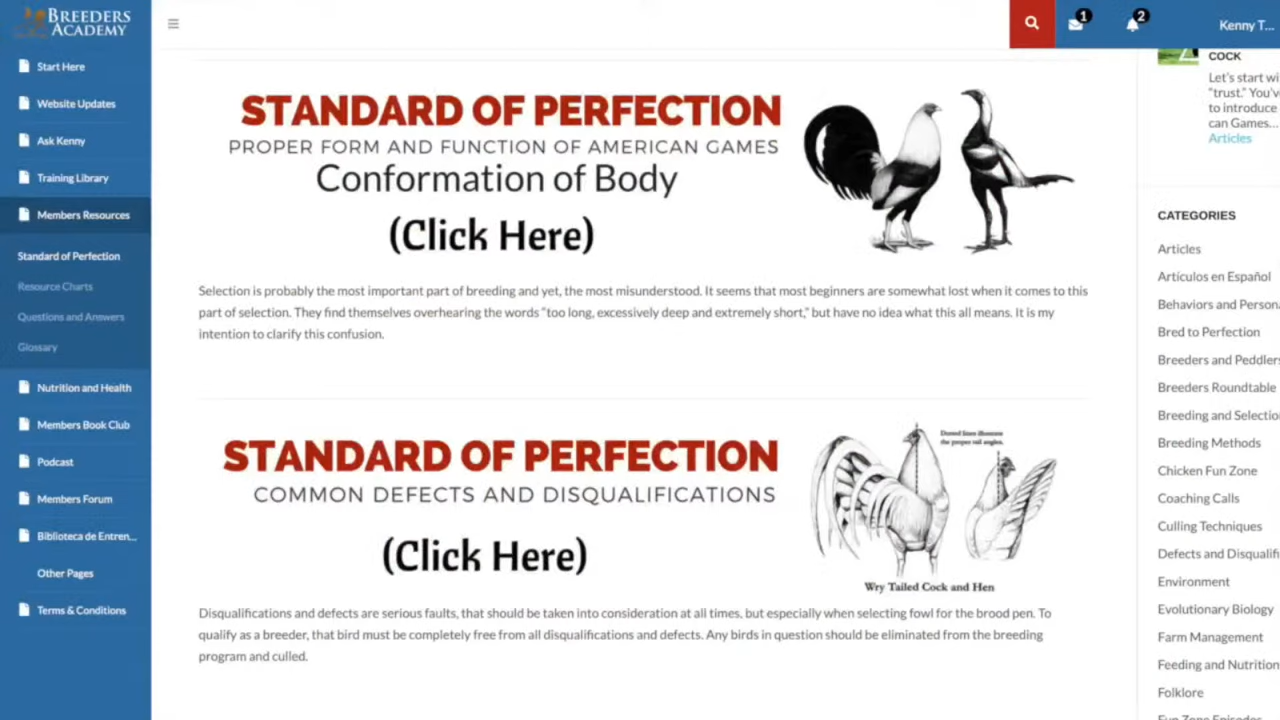 BREEDERS
ACADEMY
1
2
Kenny T...
Start Here
Website Updates
Ask Kenny
Training Library
Members Resources
Standard of Perfection
Resource Charts
Questions and Answers
Glossary
Nutrition and Health
Members Book Club
Podcast
Members Forum
Biblioteca de Entren...
Other Pages
Terms & Conditions
STANDARD OF PERFECTION
PROPER FORM AND FUNCTION OF AMERICAN GAMES
Conformation of Body
(Click Here)
Selection is probably the most important part of breeding and yet, the most misunderstood. It seems that most beginners are somewhat lost when it comes to this
part of selection. They find themselves overhearing the words “too long, excessively deep and extremely short,” but have no idea what this all means. It is my
intention to clarify this confusion.
STANDARD OF PERFECTION
COMMON DEFECTS AND DISQUALIFICATIONS
(Click Here)
Dotted lines illustrate
the proper tail angles.
Wry Tailed Cock and Hen
Disqualifications and defects are serious faults, that should be taken into consideration at all times, but especially when selecting fowl for the brood pen. To
qualify as a breeder, that bird must be completely free from all disqualifications and defects. Any birds in question should be eliminated from the breeding
program and culled.
COCK
Let's start wi
"trust." You'v
to introduce
can Games...
Articles
CATEGORIES
Articles
Artículos en Español
Behaviors and Person
Bred to Perfection
Breeders and Peddlers
Breeders Roundtable
Breeding and Selectio
Breeding Methods
Chicken Fun Zone
Coaching Calls
Culling Techniques
Defects and Disqualifi
Environment
Evolutionary Biology
Farm Management
Feeding and Nutrition
Folklore